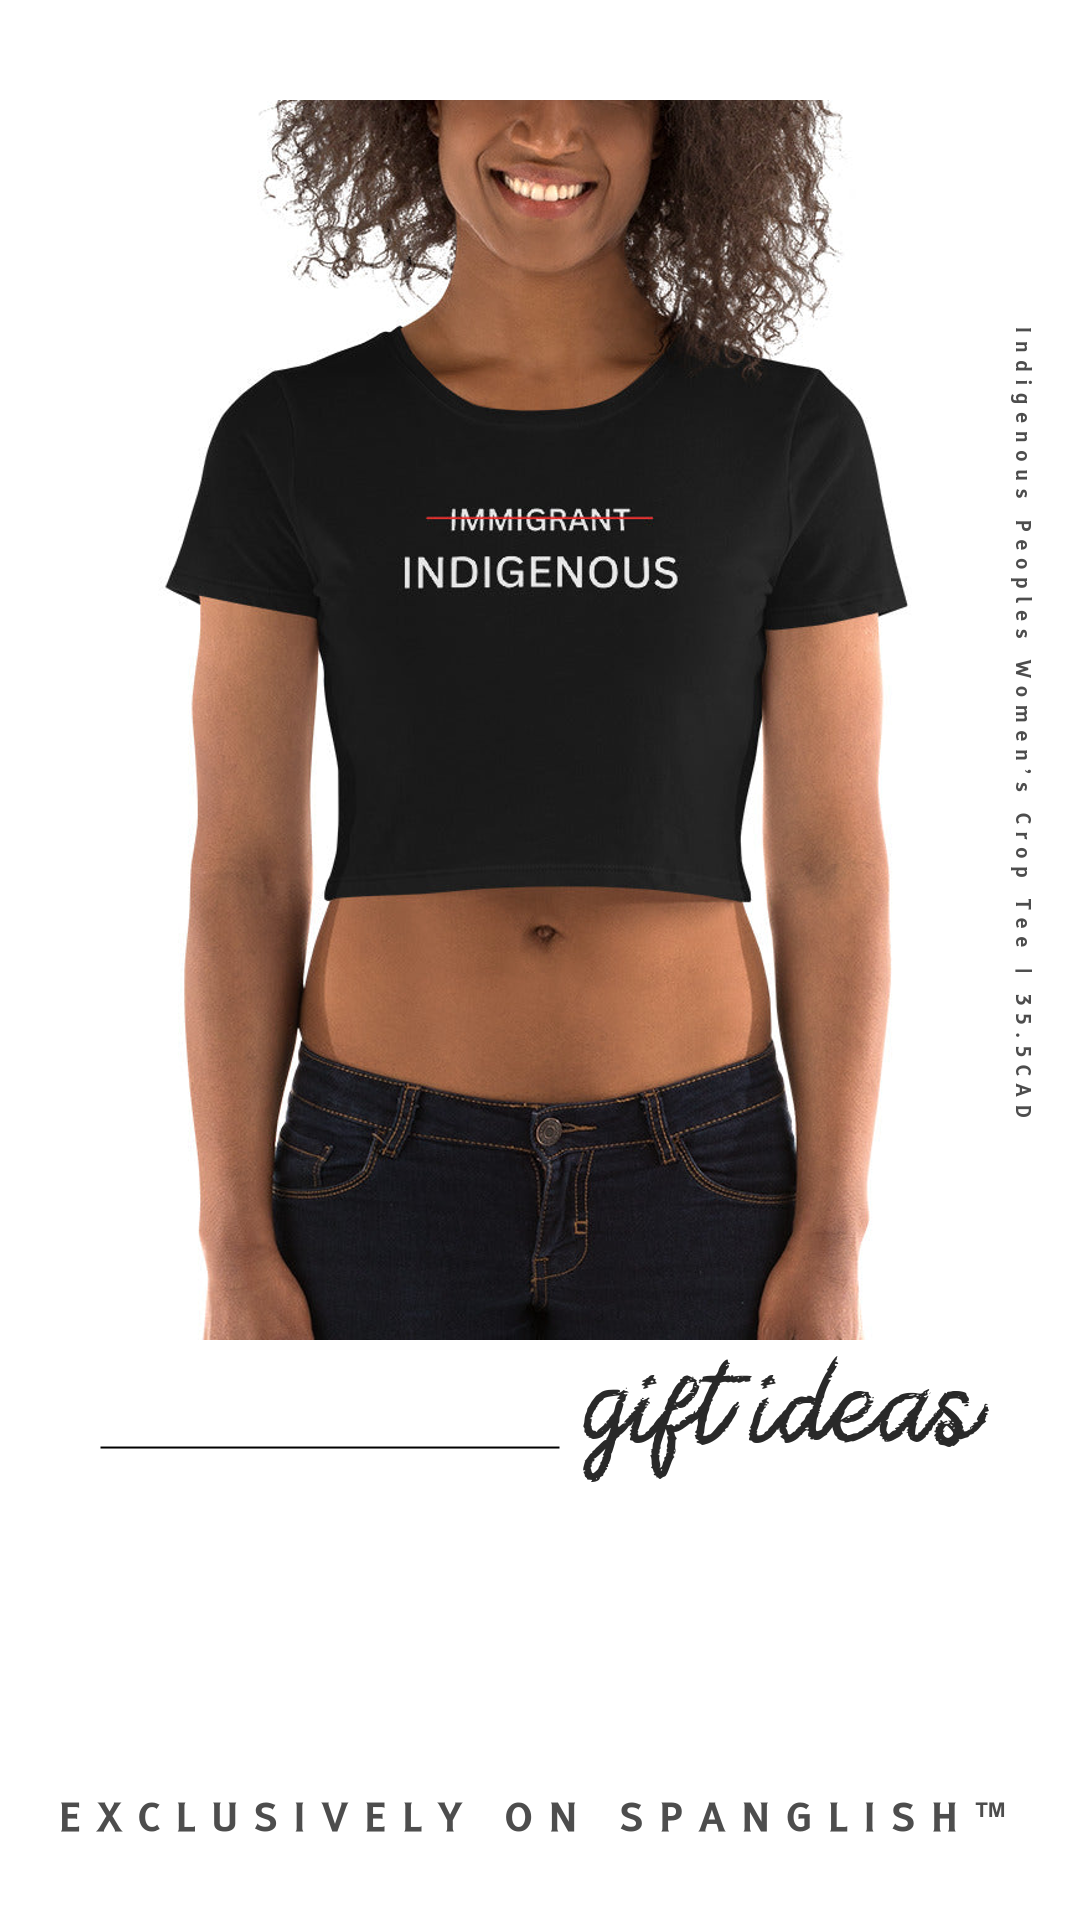 IMMIGRANT
INDIGENOUS
Indigenous Peoples Women's Crop Tee | 35.5CAD
gift ideas
EXCLUSIVELY ON SPANGLISH™